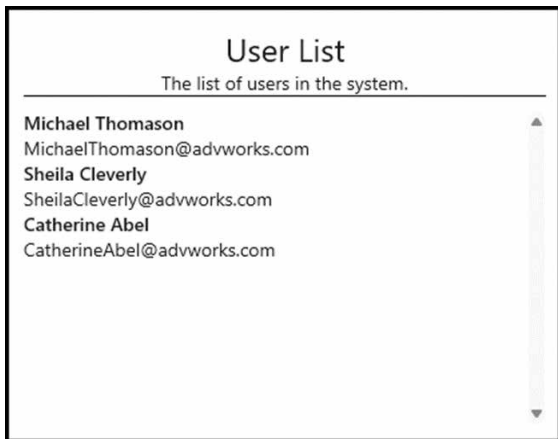 User List
The list of users in the system.
Michael Thomason
MichaelThomason@advworks.com
Sheila Cleverly
SheilaCleverly@advworks.com
Catherine Abel
CatherineAbel@advworks.com